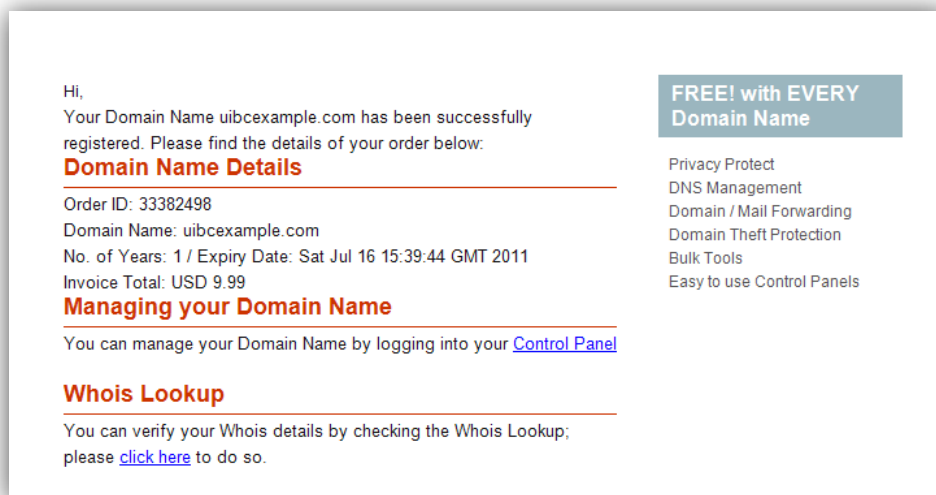 Hi,
Your Domain Name uibcexample.com has been successfully
registered. Please find the details of your order below:
Domain Name Details
Order ID: 33382498
Domain Name: uibcexample.com
No. of Years: 1 / Expiry Date: Sat Jul 16 15:39:44 GMT 2011
Invoice Total: USD 9.99
Managing your Domain Name
You can manage your Domain Name by logging into your Control Panel
Whois Lookup
You can verify your Whois details by checking the Whois Lookup;
please click here to do so.
FREE! with EVERY
Domain Name
Privacy Protect
DNS Management
Domain / Mail Forwarding
Domain Theft Protection
Bulk Tools
Easy to use Control Panels